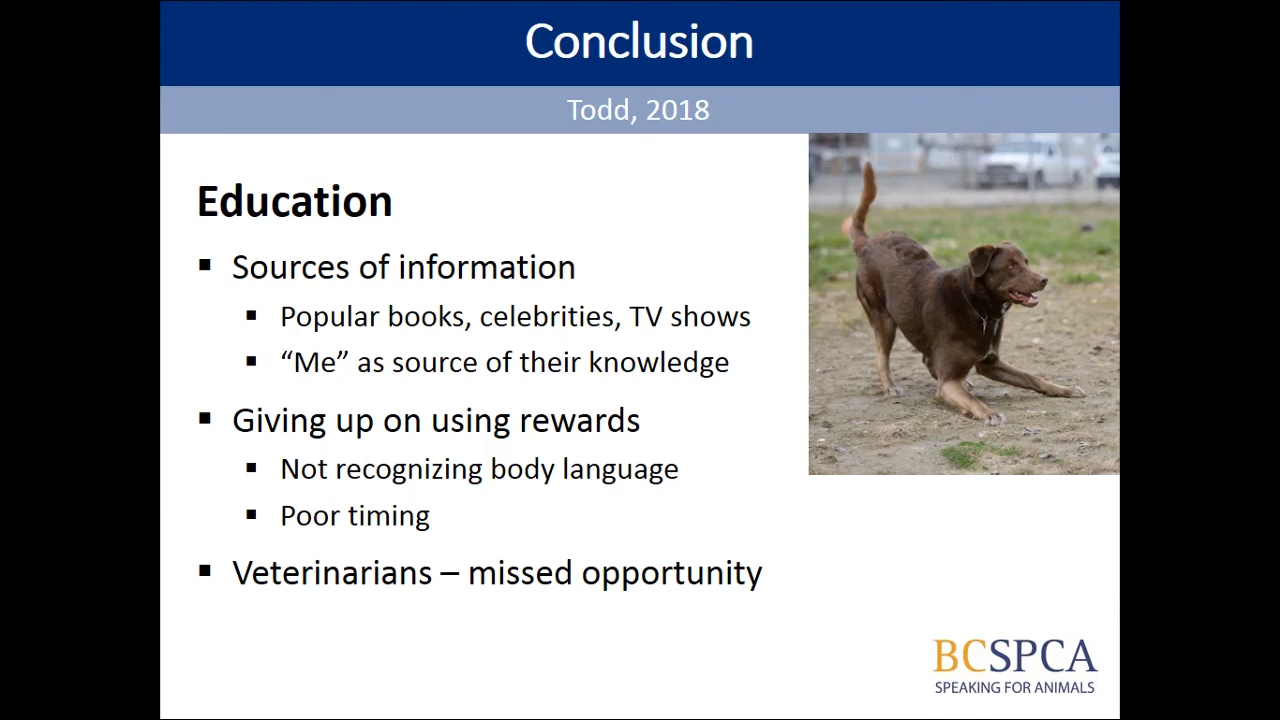 Conclusion
Todd, 2018
Education
▪ Sources of information
▪ Popular books, celebrities, TV shows
▪ “Me” as source of their knowledge
▪ Giving up on using rewards
▪ Not recognizing body language
▪ Poor timing
▪ Veterinarians – missed opportunity
BCSPCA
SPEAKING FOR ANIMALS